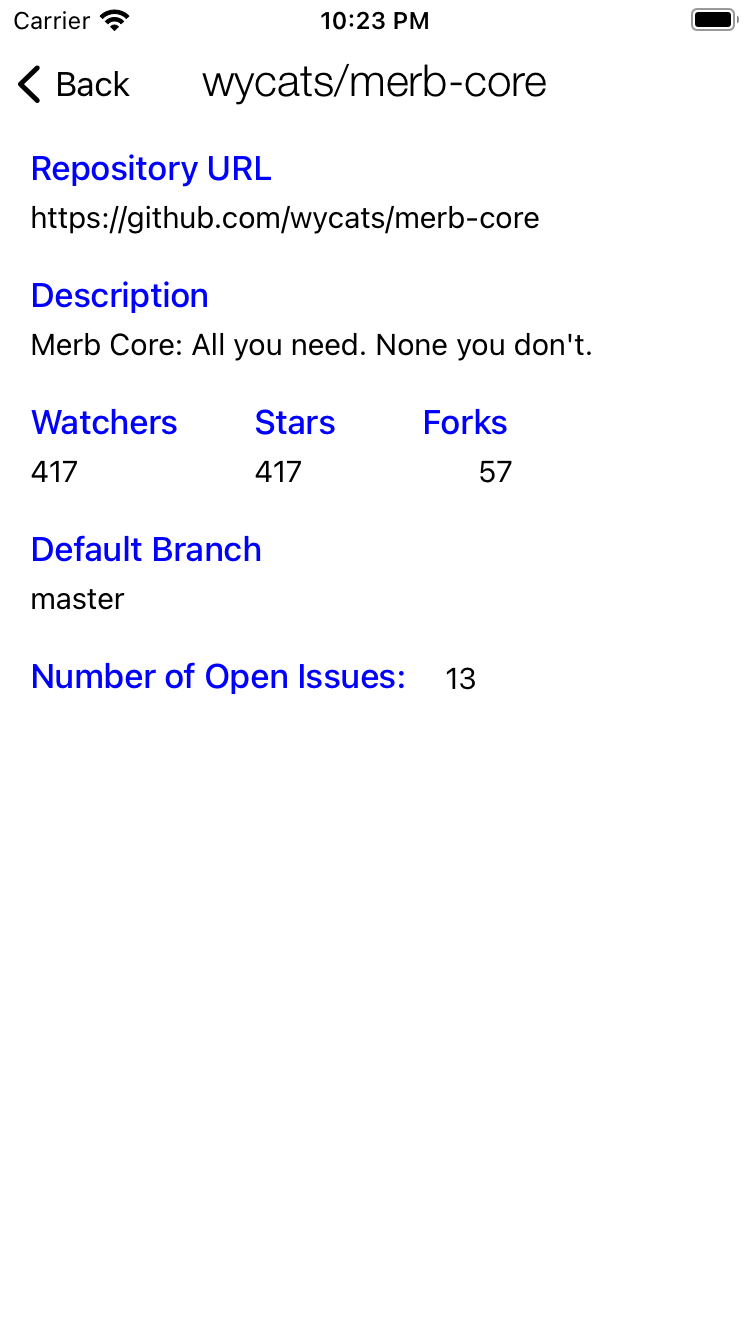 Carrier 10:23 PM
Back wycats/merb-core
Repository URL
https://github.com/wycats/merb-core
Description
Merb Core: All you need. None you don't.
Watchers Stars Forks
417 417 57
Default Branch
master
Number of Open Issues: 13